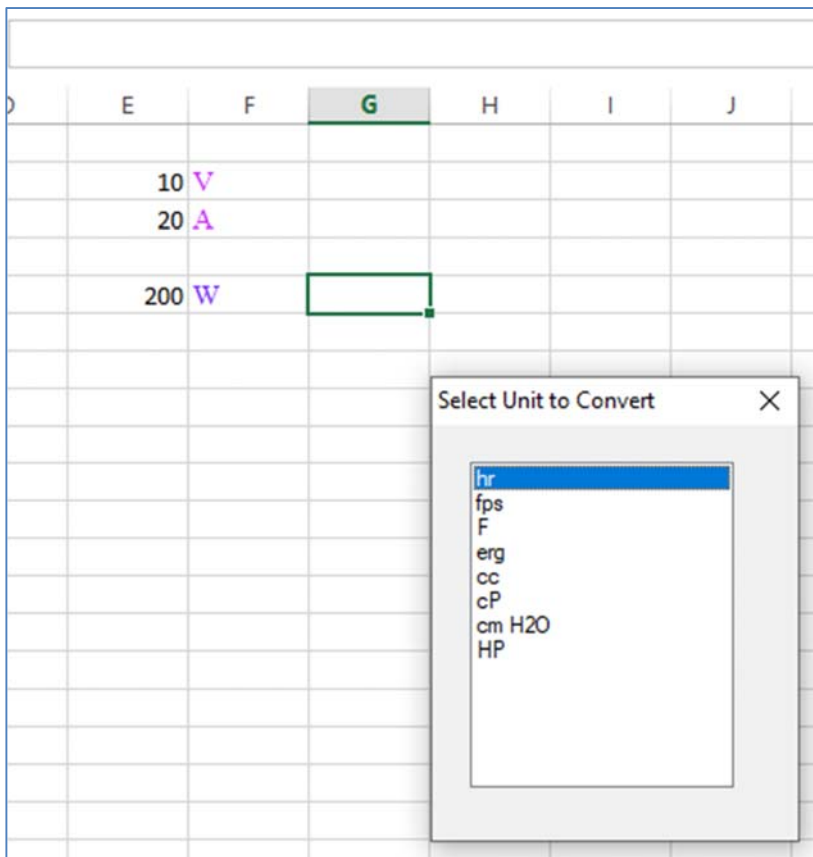 E F G H I J
10 V
20 A
200 W
Select Unit to Convert
hr
fps
F
erg
cc
cP
cm H2O
HP